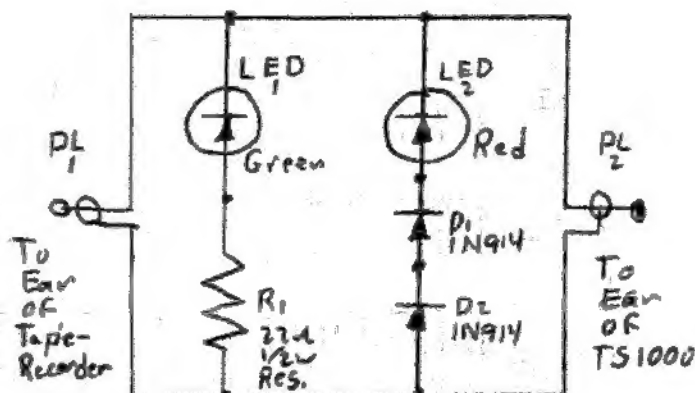 LED
1
Green
LED
2
Red
PL
1
To
Ear
OF
Tape-
Recorder
R1
22Ω
1/2w
Res.
D1
1N914
D2
1N914
PL
2
To
Ear
OF
TS1000